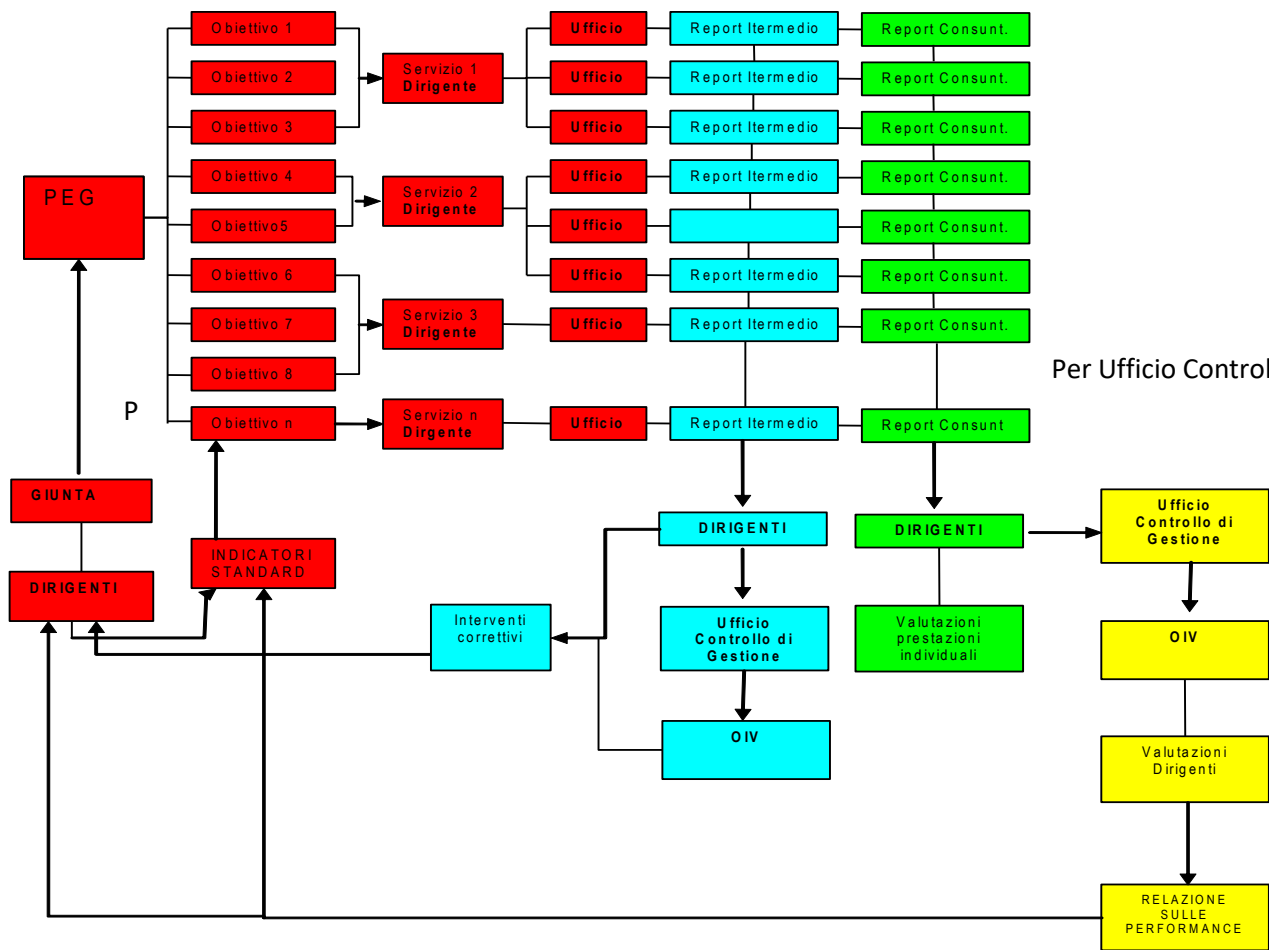 Obiettivo 1
Ufficio
Report Itermedio
Report Consunt.
Obiettivo 2
Servizio 1
Dirigente
Ufficio
Report Itermedio
Report Consunt.
Obiettivo 3
Ufficio
Report Itermedio
Report Consunt.
PEG
Obiettivo 4
Servizio 2
Dirigente
Ufficio
Report Itermedio
Report Consunt.
Obiettivo5
Ufficio
Report Consunt.
Obiettivo 6
Ufficio
Report Itermedio
Report Consunt.
Obiettivo 7
Servizio 3
Dirigente
Ufficio
Report Itermedio
Report Consunt.
Obiettivo 8
Per Ufficio Control
P
Obiettivo n
Servizio n
Dirgente
Ufficio
Report Itermedio
Report Consunt
GIUNTA
DIRIGENTI
INDICATORI
STANDARD
DIRIGENTI
DIRIGENTI
Ufficio
Controllo di
Gestione
Interventi
correttivi
Ufficio
Controllo di
Gestione
Valutazioni
prestazioni
individuali
OIV
OIV
Valutazioni
Dirigenti
RELAZIONE
SULLE
PERFORMANCE